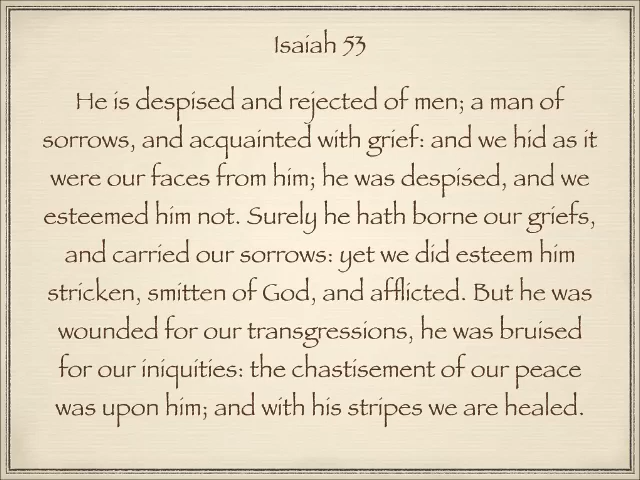 Isaiah 53
He is despised and rejected of men; a man of
sorrows, and acquainted with grief: and we hid as it
were our faces from him; he was despised, and we
esteemed him not. Surely he hath borne our griefs,
and carried our sorrows: yet we did esteem him
stricken, smitten of God, and afflicted. But he was
wounded for our transgressions, he was bruised
for our iniquities: the chastisement of our peace
was upon him; and with his stripes we are healed.